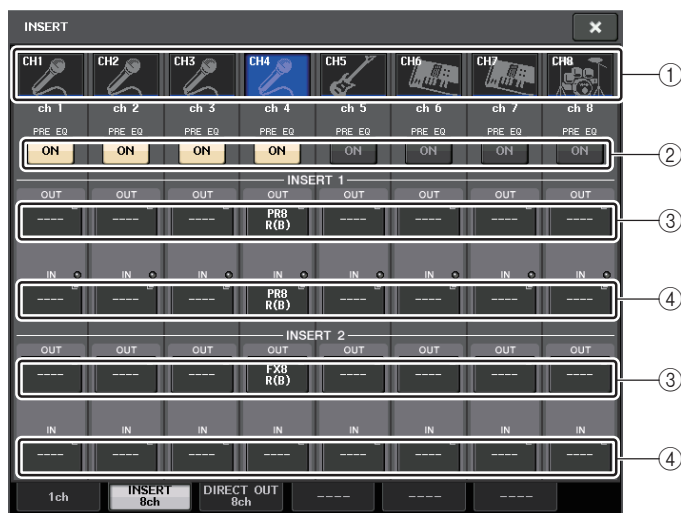 INSERT ×
CH1 CH2 CH3 CH4 CH5 CH6 CH7 CH8 ①
ch 1 ch 2 ch 3 ch 4 ch 5 ch 6 ch 7 ch 8
PRE EQ PRE EQ PRE EQ PRE EQ PRE EQ PRE EQ PRE EQ PRE EQ
ON ON ON ON ON ON ON ON ②
INSERT 1
OUT OUT OUT OUT OUT OUT OUT OUT
---- ---- ---- PR8 R(B) ---- ---- ---- ---- ③
IN IN IN IN IN IN IN IN
---- ---- ---- PR8 R(B) ---- ---- ---- ---- ④
INSERT 2
OUT OUT OUT OUT OUT OUT OUT OUT
---- ---- ---- FX8 R(B) ---- ---- ---- ---- ③
IN IN IN IN IN IN IN IN
---- ---- ---- ---- ---- ---- ---- ---- ④
1ch INSERT 8ch DIRECT OUT 8ch ---- ---- ----